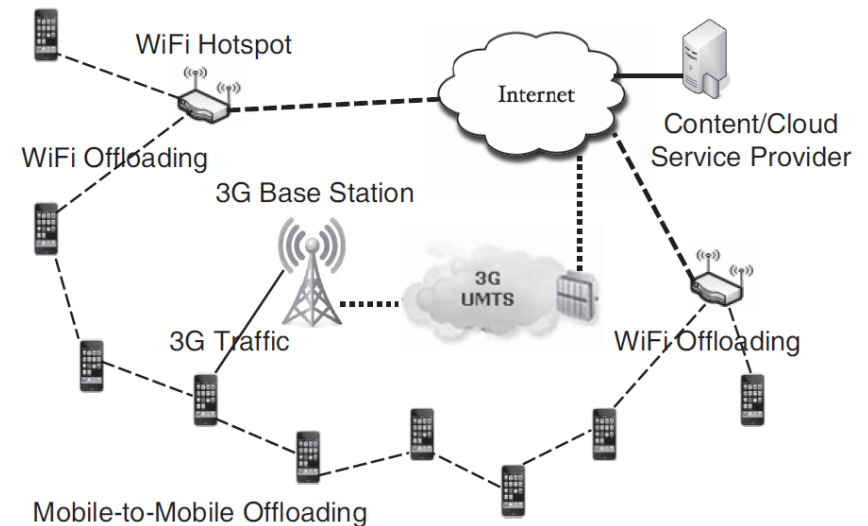 WiFi Hotspot
Internet
Content/Cloud
Service Provider
WiFi Offloading
3G Base Station
3G
UMTS
3G Traffic
WiFi Offloading
Mobile-to-Mobile Offloading